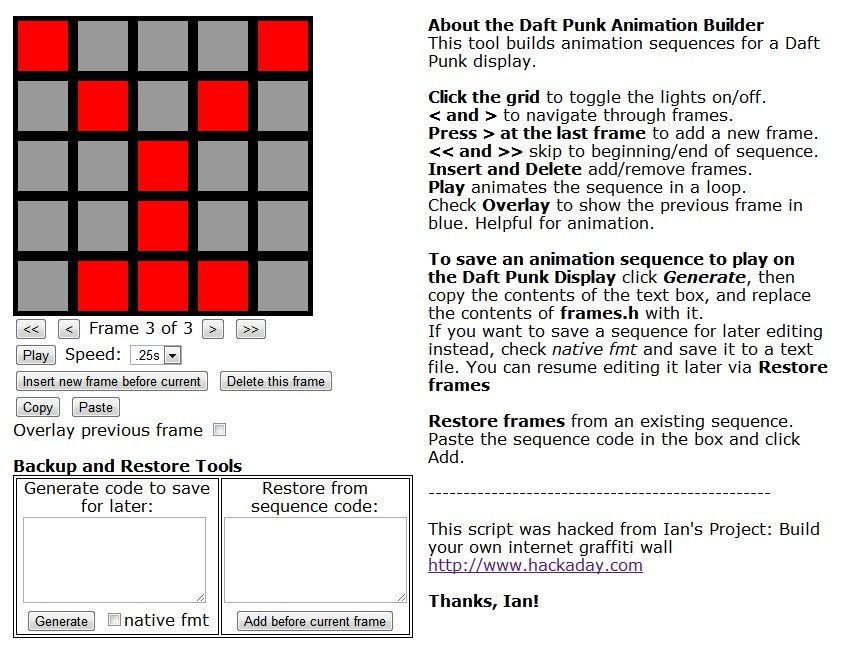 << < Frame 3 of 3 > >>
Play Speed: .25s
Insert new frame before current Delete this frame
Copy Paste
Overlay previous frame
Backup and Restore Tools
Generate code to save
for later:
Generate native fmt
Restore from
sequence code:
Add before current frame
About the Daft Punk Animation Builder
This tool builds animation sequences for a Daft
Punk display.
Click the grid to toggle the lights on/off.
< and > to navigate through frames.
Press > at the last frame to add a new frame.
<< and >> skip to beginning/end of sequence.
Insert and Delete add/remove frames.
Play animates the sequence in a loop.
Check Overlay to show the previous frame in
blue. Helpful for animation.
To save an animation sequence to play on
the Daft Punk Display click Generate, then
copy the contents of the text box, and replace
the contents of frames.h with it.
If you want to save a sequence for later editing
instead, check native fmt and save it to a text
file. You can resume editing it later via Restore
frames
Restore frames from an existing sequence.
Paste the sequence code in the box and click
Add.
-------------------------------------------------
This script was hacked from Ian's Project: Build
your own internet graffiti wall
http://www.hackaday.com
Thanks, Ian!